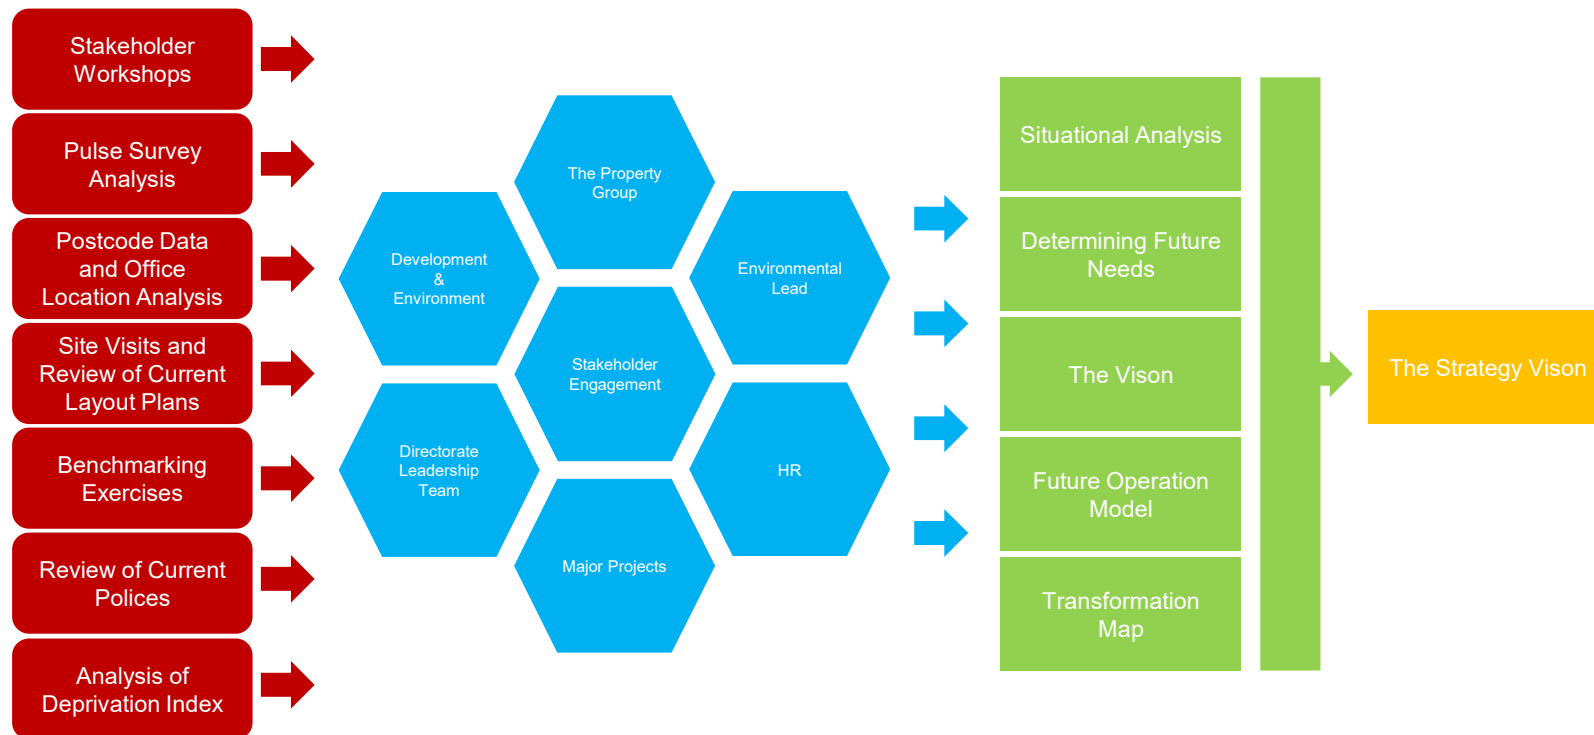 Stakeholder
Workshops
Pulse Survey
Analysis
Postcode Data
and Office
Location Analysis
Site Visits and
Review of Current
Layout Plans
Benchmarking
Exercises
Review of Current
Polices
Analysis of
Deprivation Index
The Property
Group
Development
&
Environment
Environmental
Lead
Stakeholder
Engagement
Directorate
Leadership
Team
HR
Major Projects
Situational Analysis
Determining Future
Needs
The Vison
Future Operation
Model
Transformation
Map
The Strategy Vison